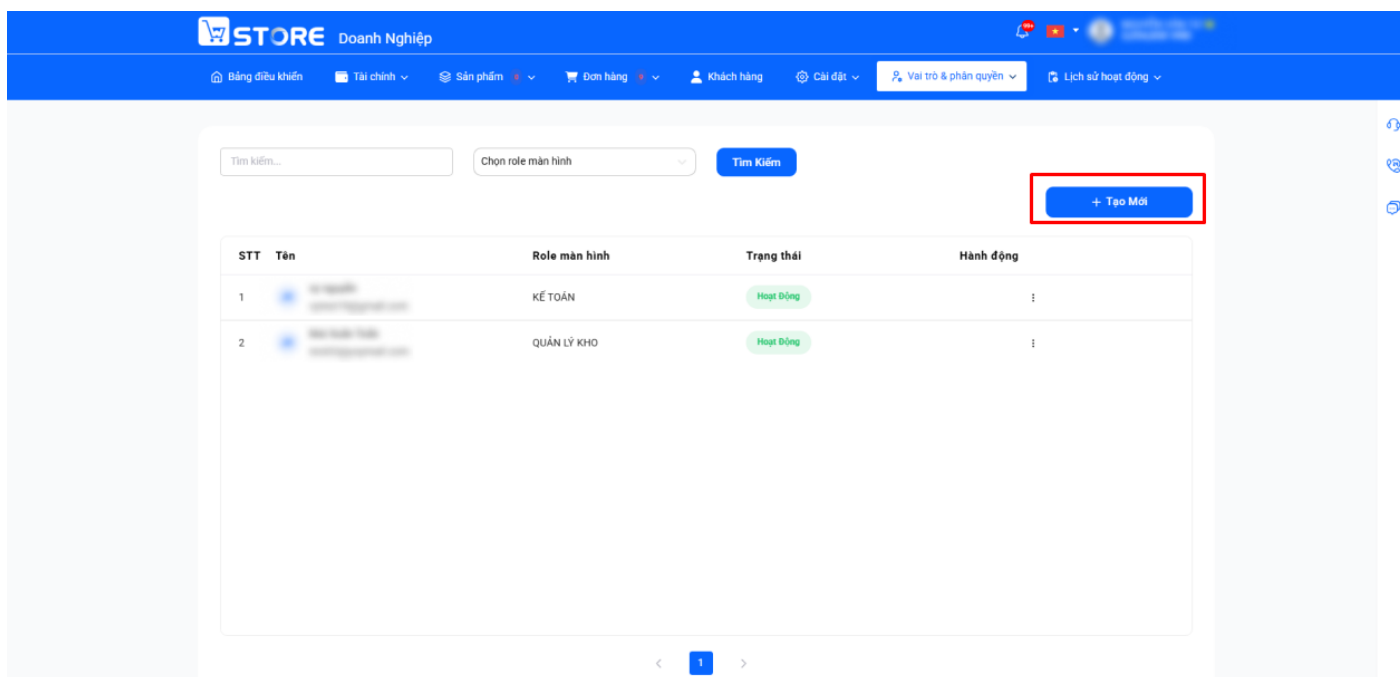 STORE Doanh Nghiệp
99+
Bảng điều khiển Tài chính Sản phẩm Đơn hàng Khách hàng Cài đặt Vai trò & phân quyền Lịch sử hoạt động
Tìm kiếm... Chọn role màn hình Tìm Kiếm
+ Tạo Mới
STT Tên Role màn hình Trạng thái Hành động
1 KẾ TOÁN Hoạt Động
2 QUẢN LÝ KHO Hoạt Động
< 1 >